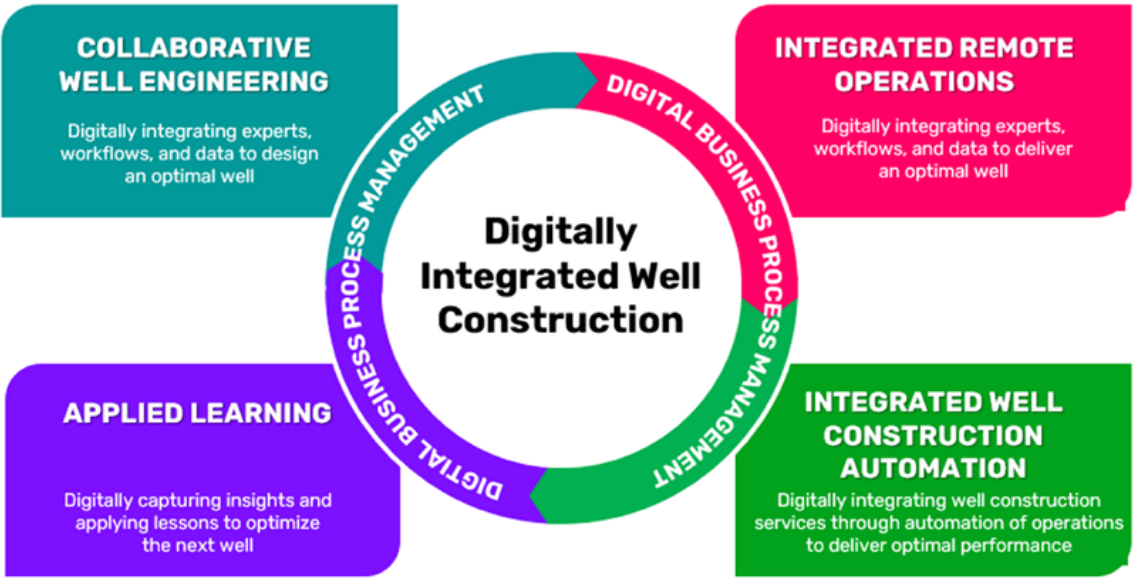 COLLABORATIVE
WELL ENGINEERING
Digitally integrating experts,
workflows, and data to design
an optimal well
INTEGRATED REMOTE
OPERATIONS
Digitally integrating experts,
workflows, and data to deliver
an optimal well
DIGITAL BUSINESS PROCESS MANAGEMENT
DIGTIAL BUSINESS PROCESS MANAGEMENT
Digitally
Integrated Well
Construction
APPLIED LEARNING
Digitally capturing insights and
applying lessons to optimize
the next well
INTEGRATED WELL
CONSTRUCTION
AUTOMATION
Digitally integrating well construction
services through automation of operations
to deliver optimal performance